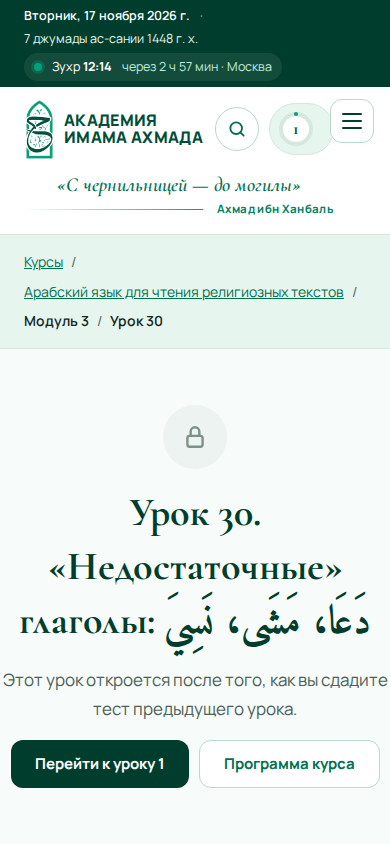 Вторник, 17 ноября 2026 г. ·
7 джумады ас-сании 1448 г. х.
Зухр 12:14 через 2 ч 57 мин · Москва
АКАДЕМИЯ
ИМАМА АХМАДА
1
«С чернильницей — до могилы»
Ахмад ибн Ханбаль
Курсы /
Арабский язык для чтения религиозных текстов /
Модуль 3 / Урок 30
Урок 30.
«Недостаточные»
глаголы: دَعَا، مَشَى، نَسِيَ
Этот урок откроется после того, как вы сдадите
тест предыдущего урока.
Перейти к уроку 1 Программа курса